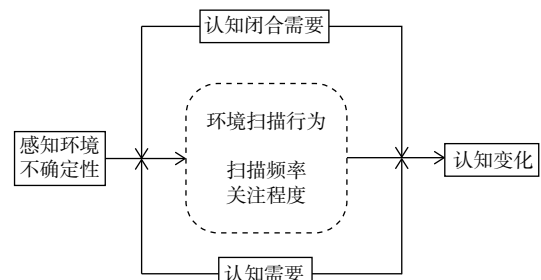 认知闭合需要
环境扫描行为
感知环境
不确定性
扫描频率
关注程度
认知变化
认知需要